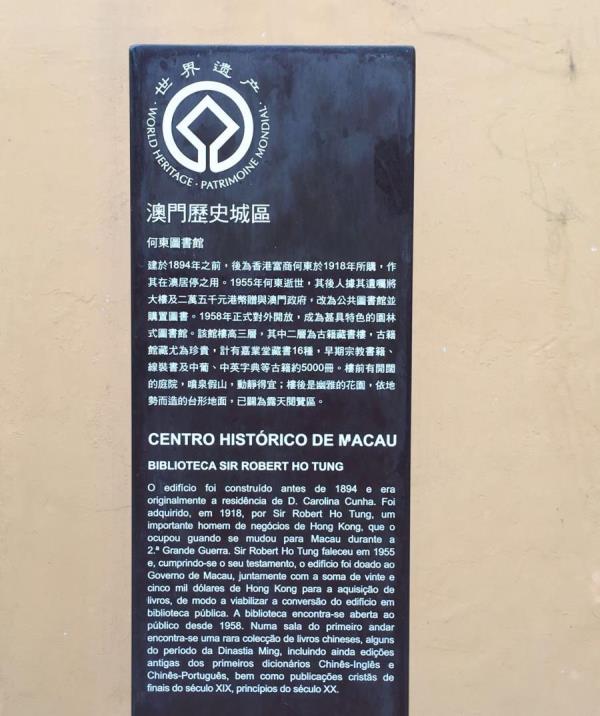 世界遗产
·WORLD HERITAGE · PATRIMOINE MONDIAL·
澳門歷史城區
何東圖書館
建於1894年之前，後為香港富商何東於1918年所購，作
其在澳居停之用。1955年何東逝世，其後人據其遺囑將
大樓及二萬五千元港幣贈與澳門政府，改為公共圖書館並
購置圖書。1958年正式對外開放，成為甚具特色的園林
式圖書館。該館樓高三層，其中二層為古籍藏書樓，古籍
館藏尤為珍貴，計有嘉業堂藏書16種，早期宗教書籍、
線裝書及中葡、中英字典等古籍約5000冊。樓前有開闊
的庭院，噴泉假山，動靜得宜；樓後是幽雅的花園，依地
勢而造的台形地面，已闢為露天閱覽區。
CENTRO HISTÓRICO DE MACAU
BIBLIOTECA SIR ROBERT HO TUNG
O edifício foi construído antes de 1894 e era
originalmente a residência de D. Carolina Cunha. Foi
adquirido, em 1918, por Sir Robert Ho Tung, um
importante homem de negócios de Hong Kong, que o
ocupou quando se mudou para Macau durante a
2.ª Grande Guerra. Sir Robert Ho Tung faleceu em 1955
e, cumprindo-se o seu testamento, o edifício foi doado ao
Governo de Macau, juntamente com a soma de vinte e
cinco mil dólares de Hong Kong para a aquisição de
livros, de modo a viabilizar a conversão do edifício em
biblioteca pública. A biblioteca encontra-se aberta ao
público desde 1958. Numa sala do primeiro andar
encontra-se uma rara colecção de livros chineses, alguns
do período da Dinastia Ming, incluindo ainda edições
antigas dos primeiros dicionários Chinês-Inglês e
Chinês-Português, bem como publicações cristãs de
finais do século XIX, princípios do século XX.